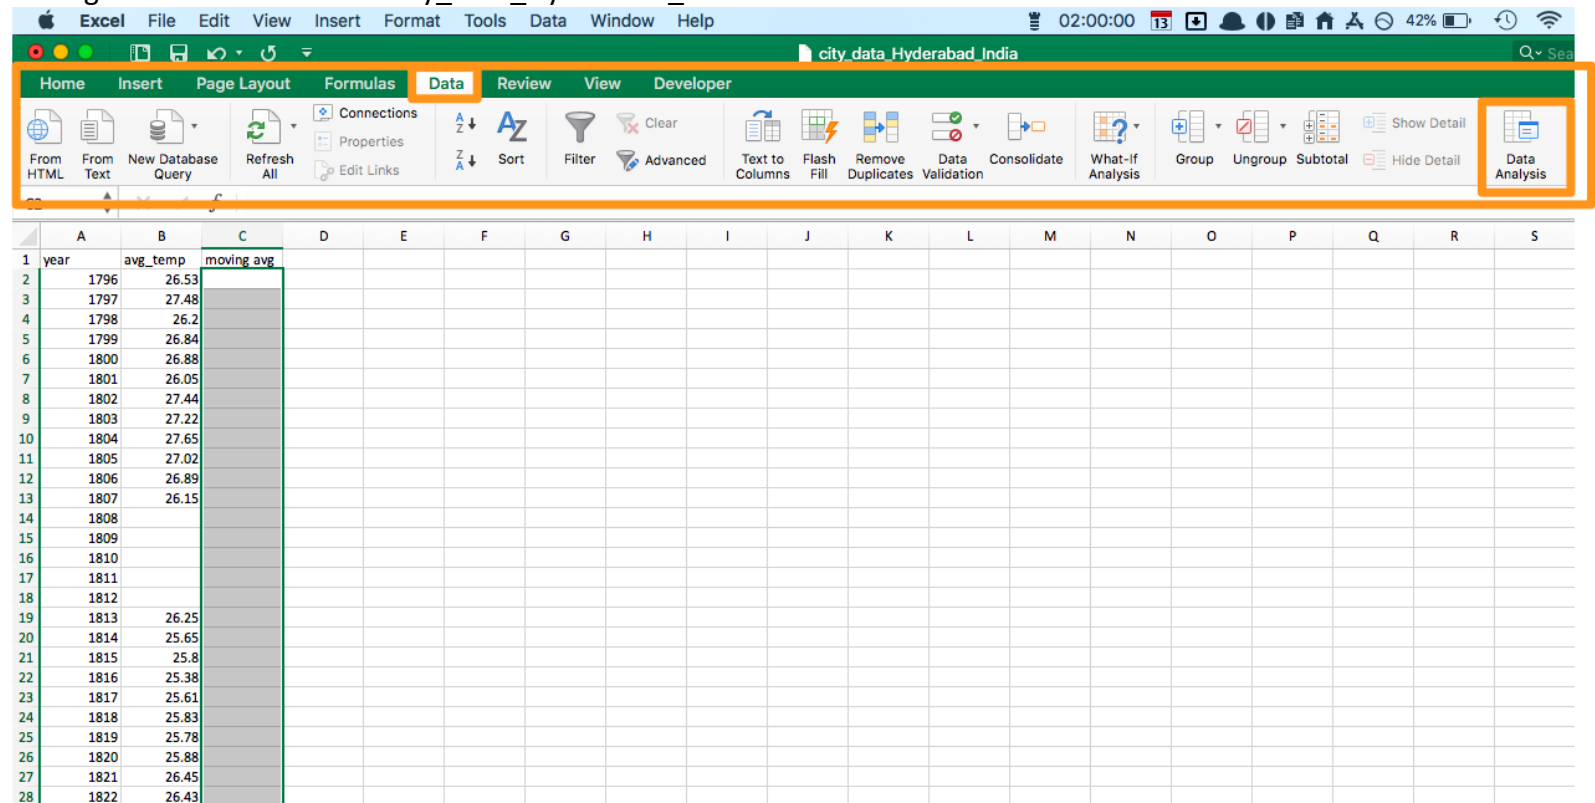 Excel File Edit View Insert Format Tools Data Window Help 02:00:00 13 42%
city_data_Hyderabad_India
Home Insert Page Layout Formulas Data Review View Developer
From HTML From Text New Database Query Refresh All Connections Properties Edit Links Sort Filter Clear Advanced Text to Columns Flash Fill Remove Duplicates Data Validation Consolidate What-If Analysis Group Ungroup Subtotal Show Detail Hide Detail Data Analysis
A B C D E F G H I J K L M N O P Q R S
1 year avg_temp moving avg
2 1796 26.53
3 1797 27.48
4 1798 26.2
5 1799 26.84
6 1800 26.88
7 1801 26.05
8 1802 27.44
9 1803 27.22
10 1804 27.65
11 1805 27.02
12 1806 26.89
13 1807 26.15
14 1808
15 1809
16 1810
17 1811
18 1812
19 1813 26.25
20 1814 25.65
21 1815 25.8
22 1816 25.38
23 1817 25.61
24 1818 25.83
25 1819 25.78
26 1820 25.88
27 1821 26.45
28 1822 26.43